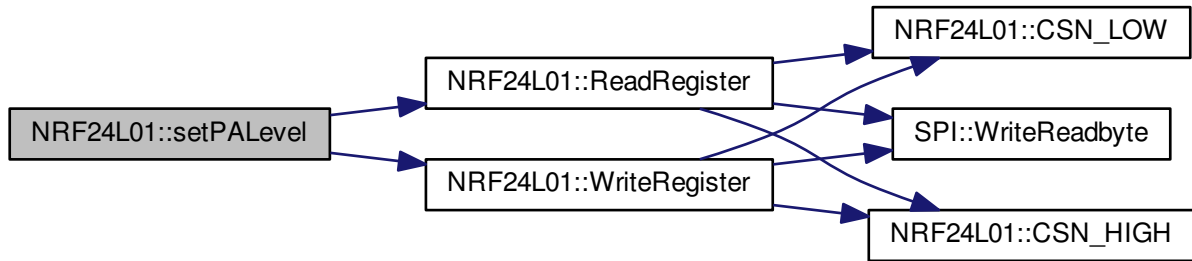 NRF24L01::setPALevel
NRF24L01::ReadRegister
NRF24L01::WriteRegister
NRF24L01::CSN_LOW
SPI::WriteReadbyte
NRF24L01::CSN_HIGH